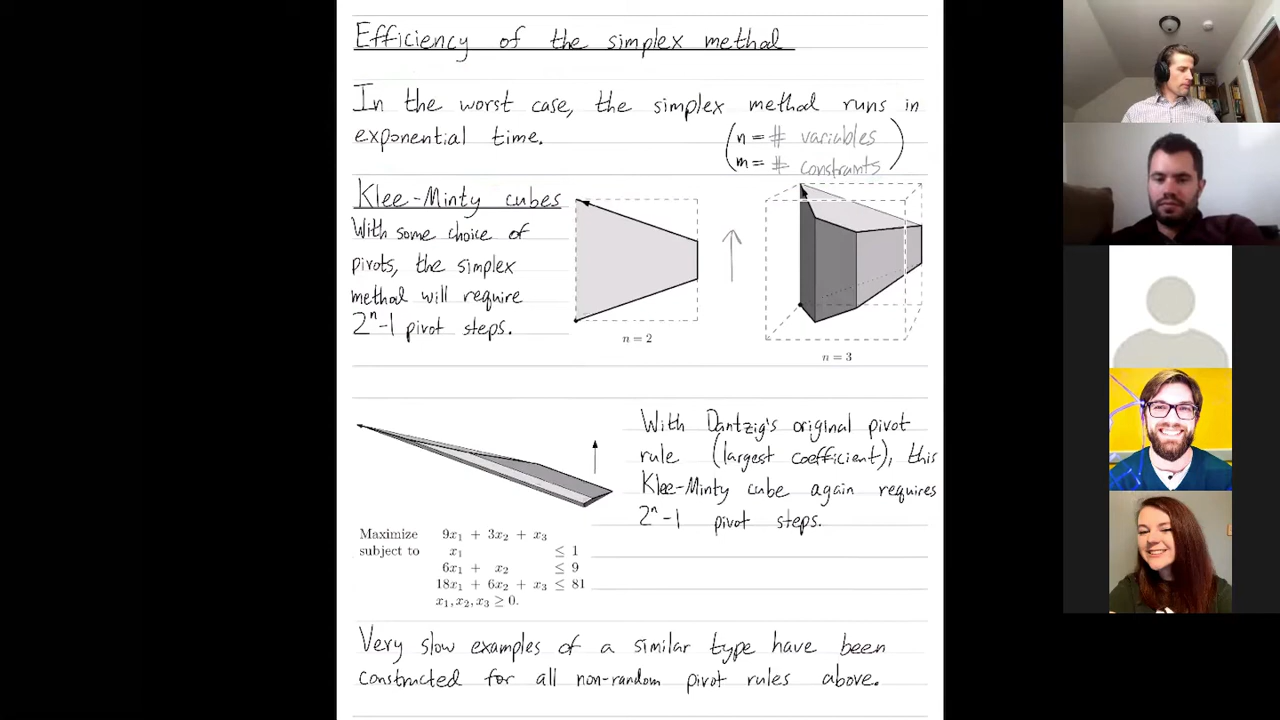 Efficiency of the simplex method
In the worst case, the simplex method runs in
exponential time.
(n = # variables
m = # constraints)
Klee-Minty cubes
With some choice of
pivots, the simplex
method will require
2ⁿ-1 pivot steps.
n = 2
n = 3
With Dantzig's original pivot
rule (largest coefficient), this
Klee-Minty cube again requires
2ⁿ-1 pivot steps.
Maximize 9x₁ + 3x₂ + x₃
subject to x₁ ≤ 1
6x₁ + x₂ ≤ 9
18x₁ + 6x₂ + x₃ ≤ 81
x₁, x₂, x₃ ≥ 0.
Very slow examples of a similar type have been
constructed for all non-random pivot rules above.